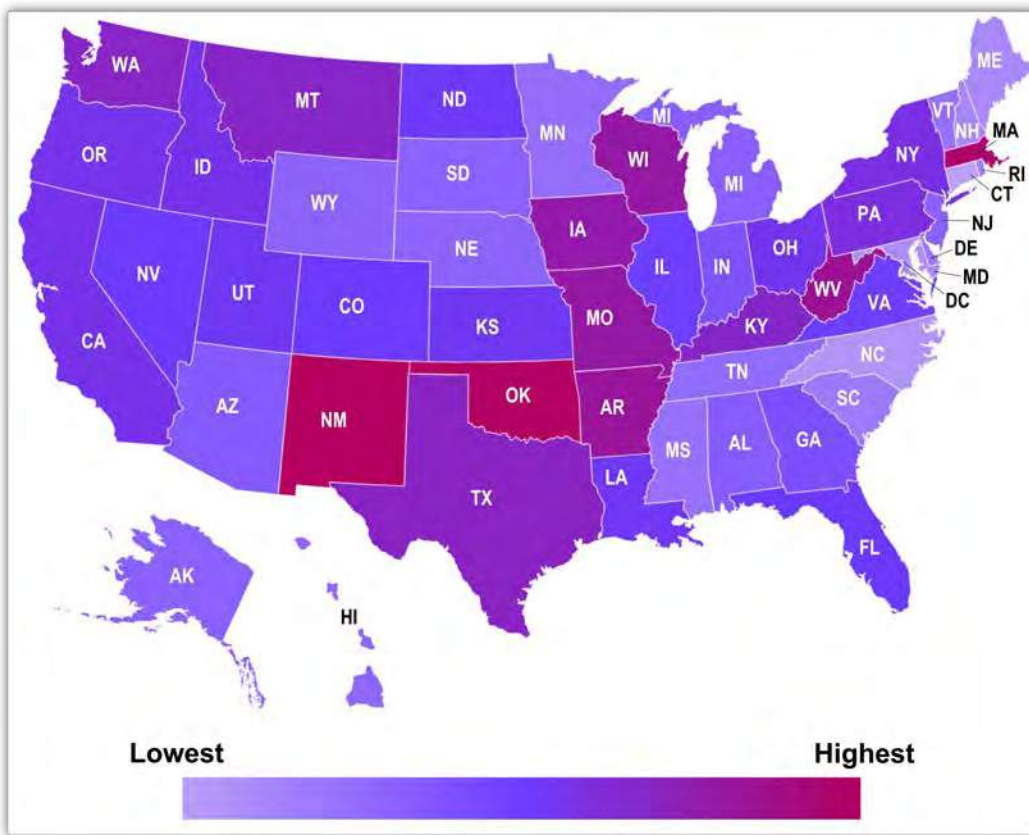 WA
MT
ND
MN
MI
ME
VT
NH
MA
OR
ID
SD
WI
NY
RI
CT
WY
MI
PA
NJ
NE
IA
IL
IN
OH
DE
MD
DC
NV
UT
CO
KS
MO
KY
WV
VA
CA
AZ
NM
OK
AR
TN
NC
SC
MS
AL
GA
TX
LA
FL
AK
HI
Lowest
Highest